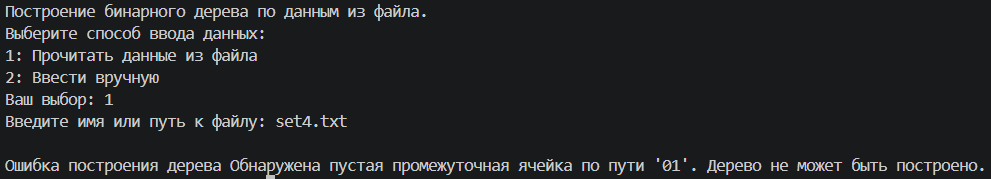 Построение бинарного дерева по данным из файла.
Выберите способ ввода данных:
1: Прочитать данные из файла
2: Ввести вручную
Ваш выбор: 1
Введите имя или путь к файлу: set4.txt
Ошибка построения дерева Обнаружена пустая промежуточная ячейка по пути '01'. Дерево не может быть построено.